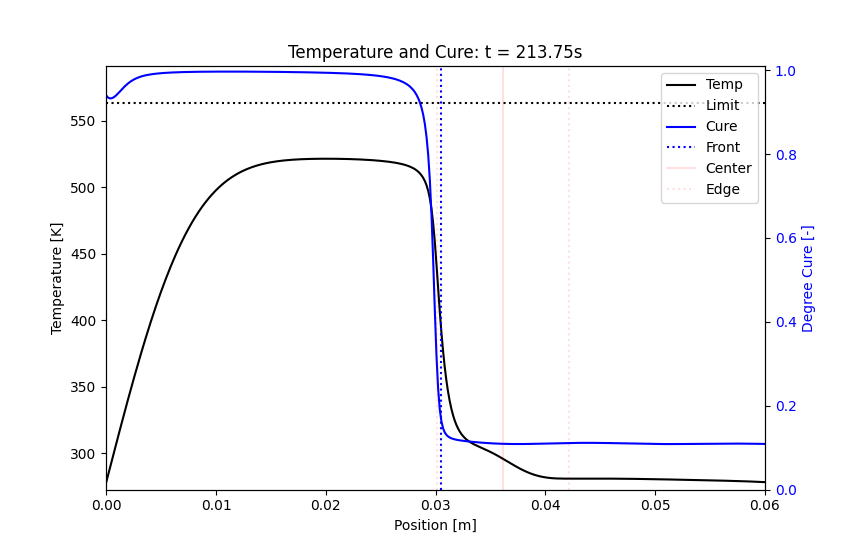 Temperature and Cure: t = 213.75s
Temp
Limit
Cure
Front
Center
Edge
Temperature [K]
550
500
450
400
350
300
Degree Cure [-]
1.0
0.8
0.6
0.4
0.2
0.0
0.00 0.01 0.02 0.03 0.04 0.05 0.06
Position [m]